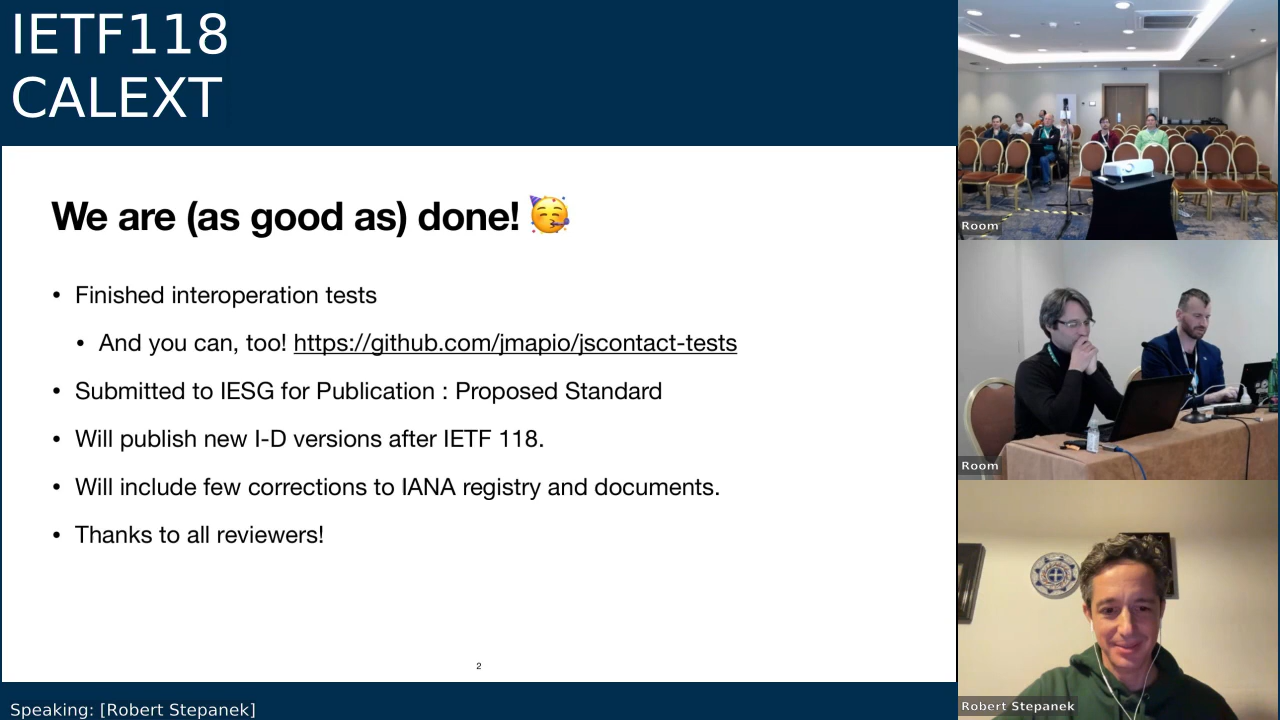 IETF118
CALEXT
We are (as good as) done! 🥳
• Finished interoperation tests
• And you can, too! https://github.com/jmapio/jscontact-tests
• Submitted to IESG for Publication : Proposed Standard
• Will publish new I-D versions after IETF 118.
• Will include few corrections to IANA registry and documents.
• Thanks to all reviewers!
2
Speaking: [Robert Stepanek]
Room
Room
Robert Stepanek